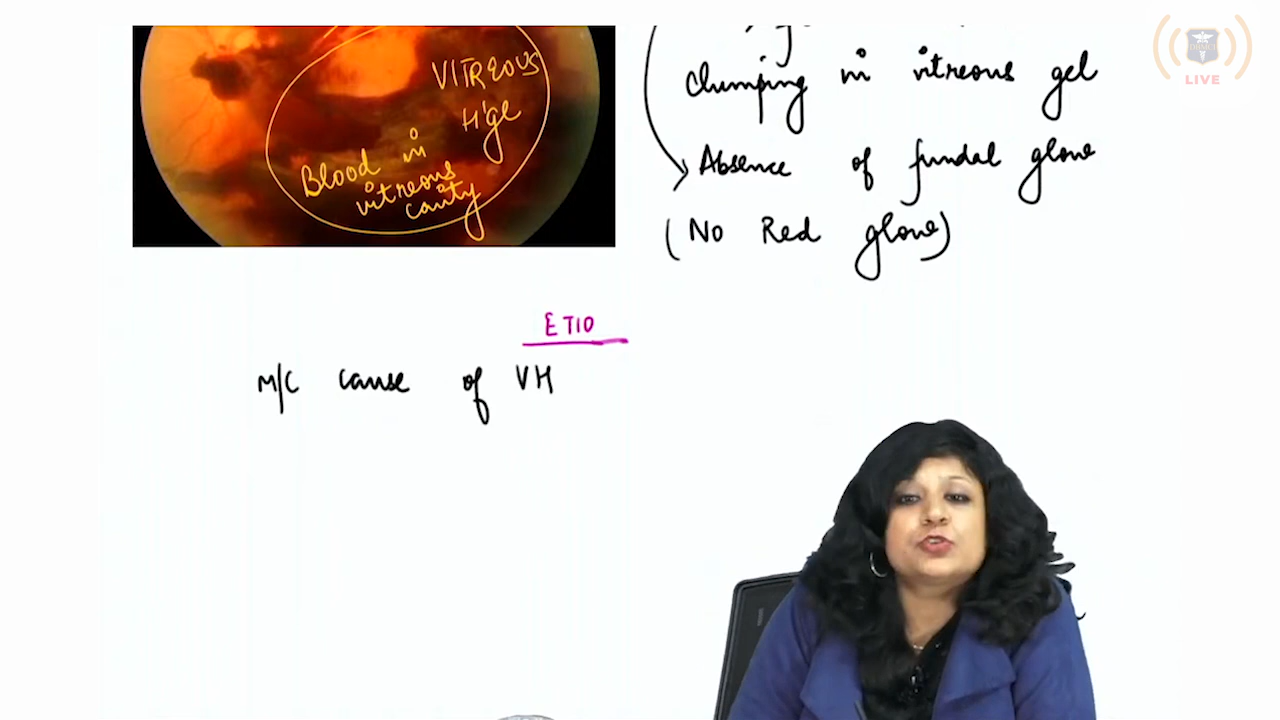 VITREOUS
H'ge
Blood in
vitreous
cavity
clumping in vitreous gel
Absence of fundal glow
(No Red glow)
ETIO
M/C cause of VH
LIVE